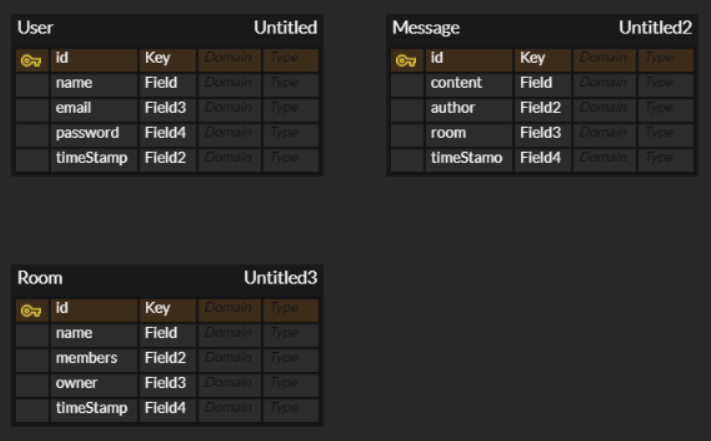 User Untitled
id Key Domain Type
name Field Domain Type
email Field3 Domain Type
password Field4 Domain Type
timeStamp Field2 Domain Type
Message Untitled2
id Key Domain Type
content Field Domain Type
author Field2 Domain Type
room Field3 Domain Type
timeStamo Field4 Domain Type
Room Untitled3
id Key Domain Type
name Field Domain Type
members Field2 Domain Type
owner Field3 Domain Type
timeStamp Field4 Domain Type